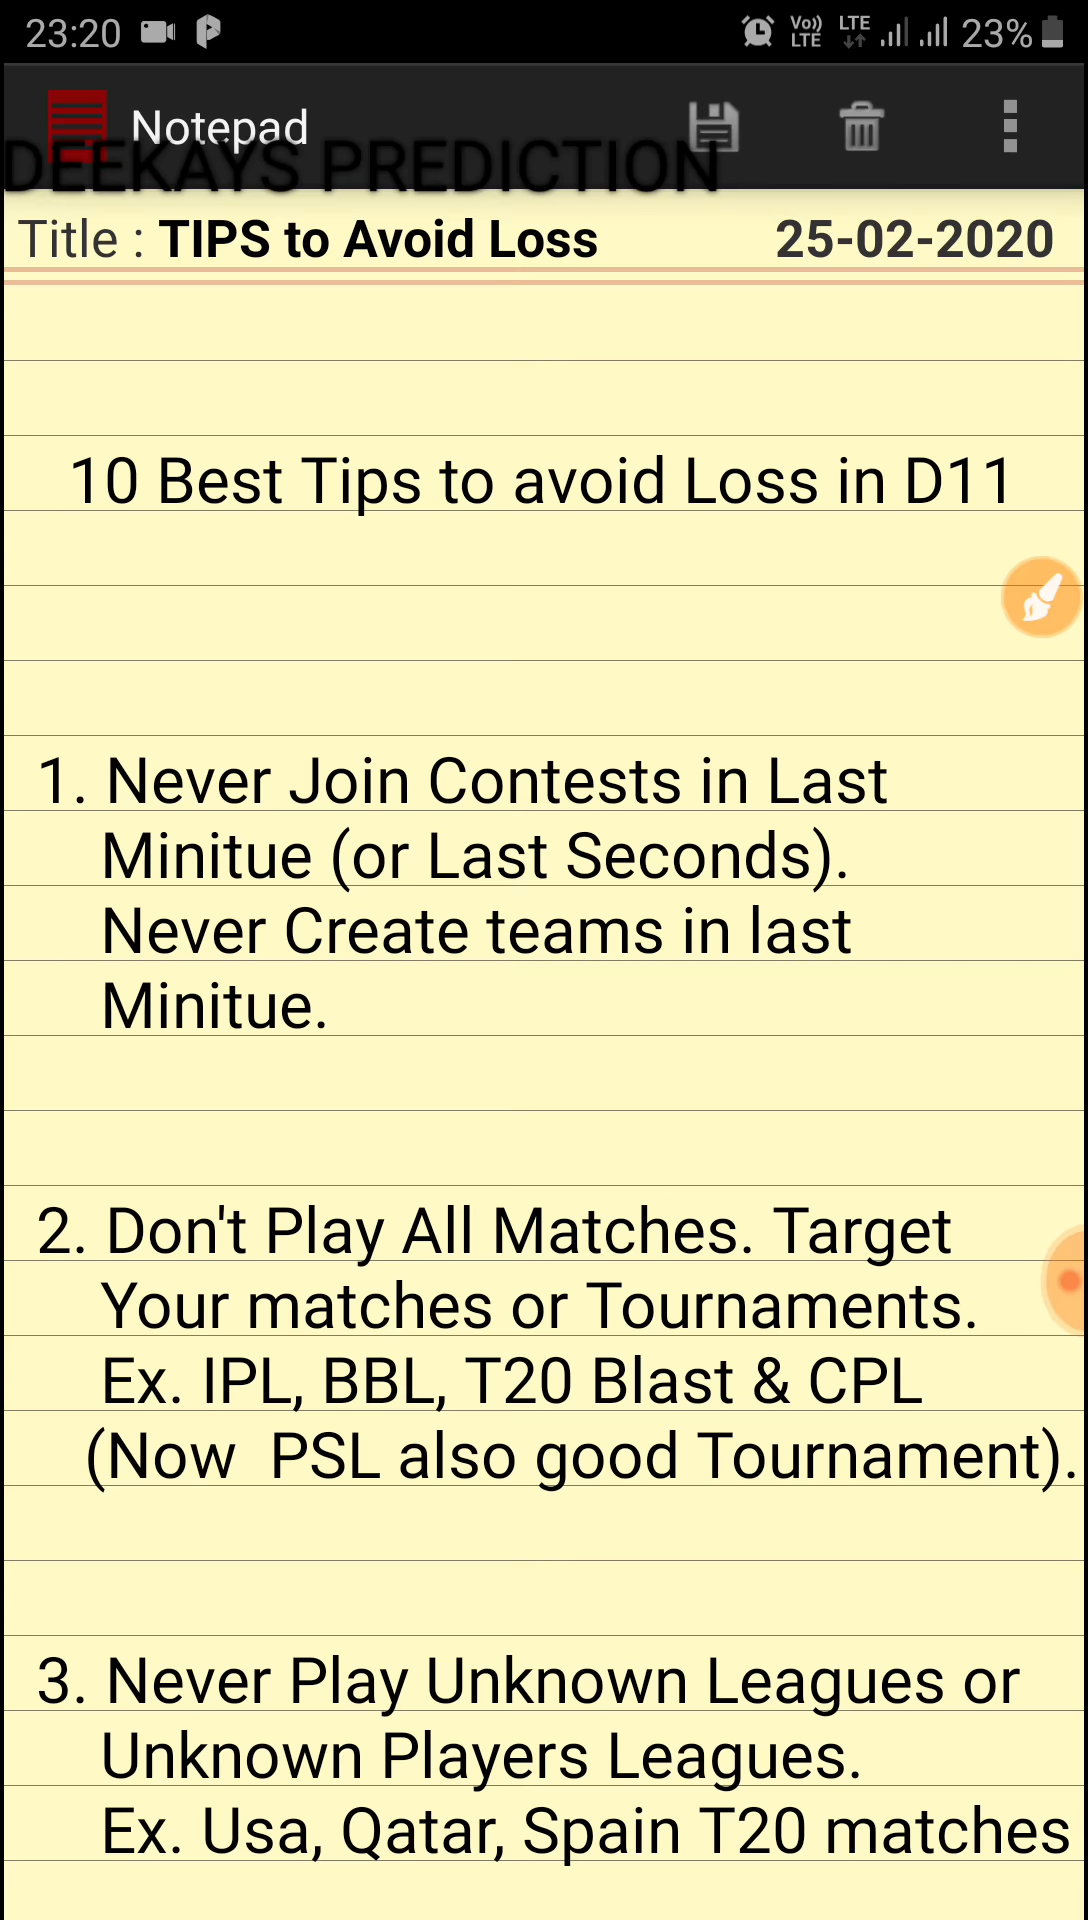 23:20 Vo)) LTE LTE 23%
Notepad
DEEKAYS PREDICTION
Title : TIPS to Avoid Loss 25-02-2020
10 Best Tips to avoid Loss in D11
1. Never Join Contests in Last
Minitue (or Last Seconds).
Never Create teams in last
Minitue.
2. Don't Play All Matches. Target
Your matches or Tournaments.
Ex. IPL, BBL, T20 Blast & CPL
(Now  PSL also good Tournament).
3. Never Play Unknown Leagues or
Unknown Players Leagues.
Ex. Usa, Qatar, Spain T20 matches